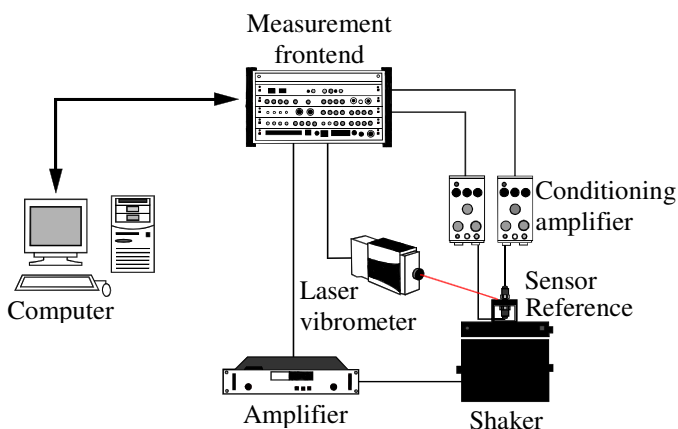 Measurement
frontend
Conditioning
amplifier
Sensor
Reference
Laser
vibrometer
Computer
Amplifier
Shaker